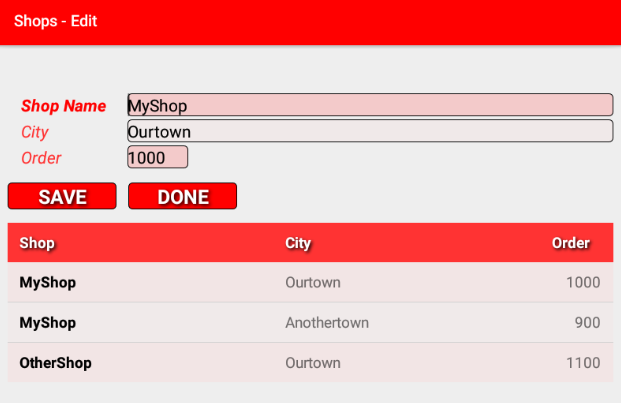 Shops - Edit
Shop Name MyShop
City Ourtown
Order 1000
SAVE DONE
Shop City Order
MyShop Ourtown 1000
MyShop Anothertown 900
OtherShop Ourtown 1100